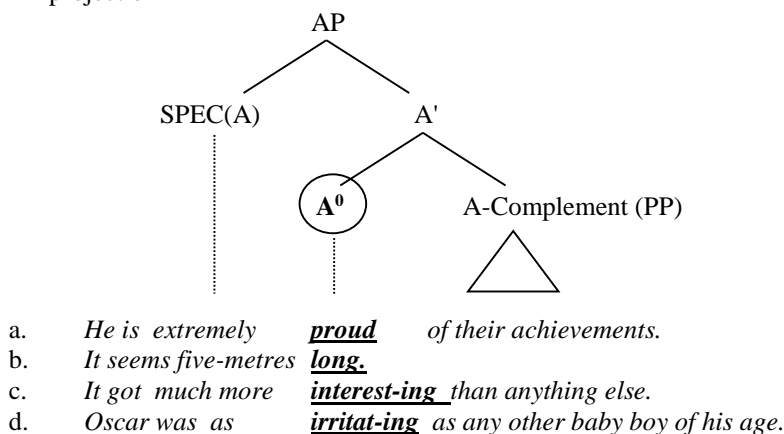 AP
SPEC(A) A'
A⁰ A-Complement (PP)
a. He is extremely proud of their achievements.
b. It seems five-metres long.
c. It got much more interest-ing than anything else.
d. Oscar was as irritat-ing as any other baby boy of his age.